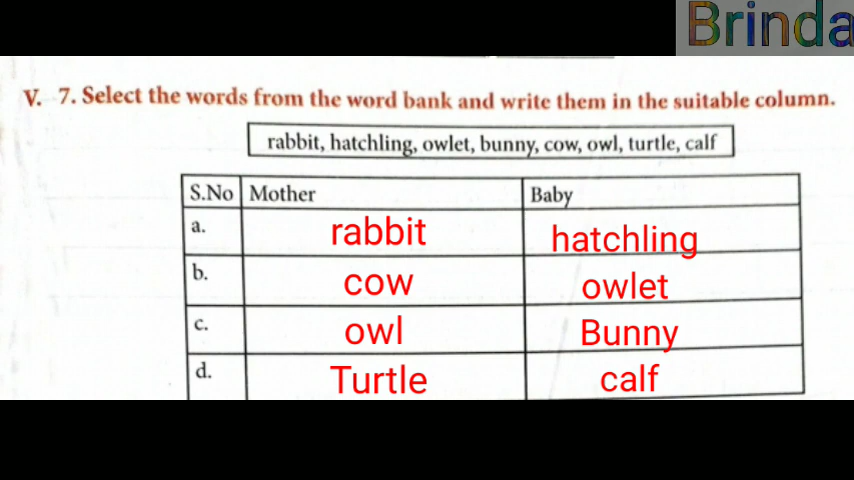 Brinda
V. 7. Select the words from the word bank and write them in the suitable column.
rabbit, hatchling, owlet, bunny, cow, owl, turtle, calf
S.No Mother Baby
a. rabbit hatchling
b. cow owlet
c. owl Bunny
d. Turtle calf